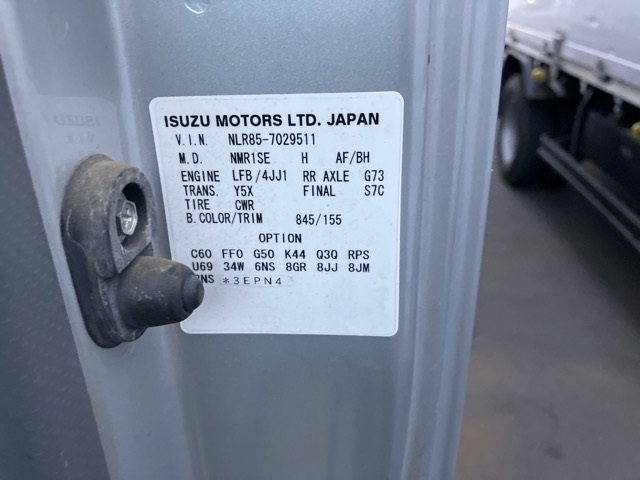 ISUZU MOTORS LTD. JAPAN
V.I.N. NLR85-7029511
M.D. NMR1SE H AF/BH
ENGINE LFB/4JJ1 RR AXLE G73
TRANS. Y5X FINAL S7C
TIRE CWR
B.COLOR/TRIM 845/155
OPTION
C60 FF0 G50 K44 Q3Q RPS
U69 34W 6NS 8GR 8JJ 8JM
*3EPN4